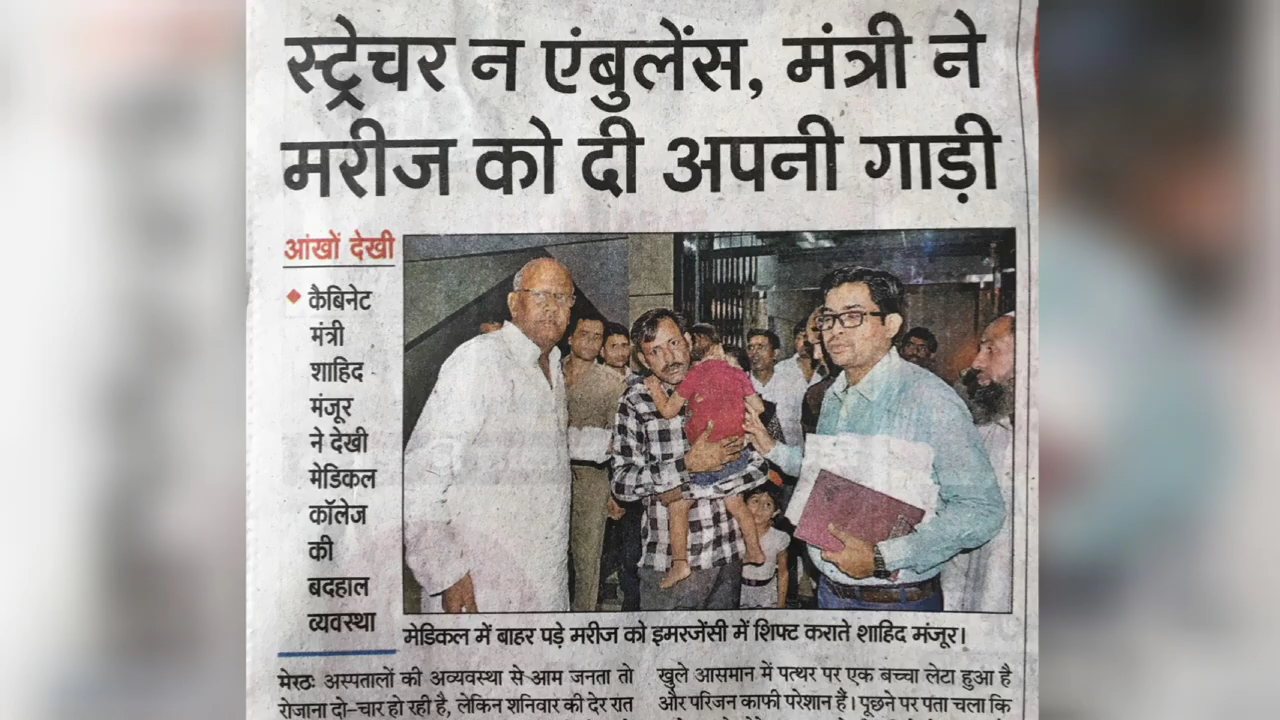 स्ट्रेचर न एंबुलेंस, मंत्री ने
मरीज को दी अपनी गाड़ी
आंखों देखी
कैबिनेट
मंत्री
शाहिद
मंजूर
ने देखी
मेडिकल
कॉलेज
की
बदहाल
व्यवस्था
मेडिकल में बाहर पड़े मरीज को इमरजेंसी में शिफ्ट कराते शाहिद मंजूर।
मेरठः अस्पतालों की अव्यवस्था से आम जनता तो
रोजाना दो-चार हो रही है, लेकिन शनिवार की देर रात
खुले आसमान में पत्थर पर एक बच्चा लेटा हुआ है
और परिजन काफी परेशान हैं। पूछने पर पता चला कि